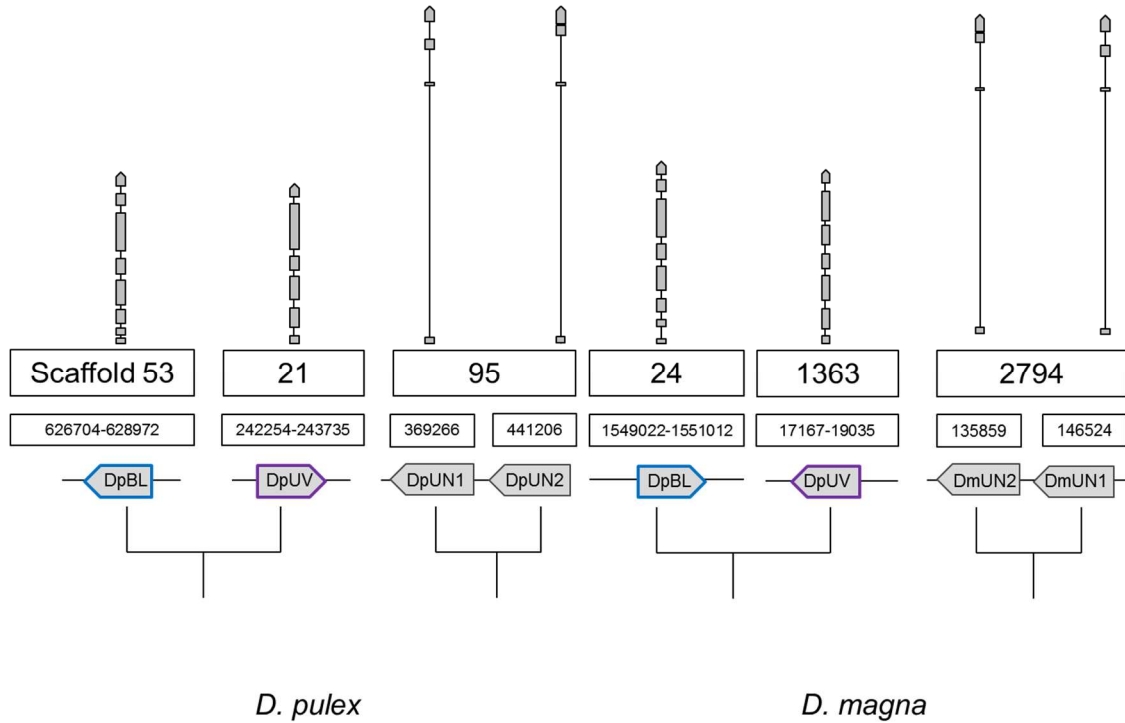 Scaffold 53 21 95 24 1363 2794
626704-628972 242254-243735 369266 441206 1549022-1551012 17167-19035 135859 146524
DpBL DpUV DpUN1 DpUN2 DpBL DpUV DmUN2 DmUN1
D. pulex D. magna